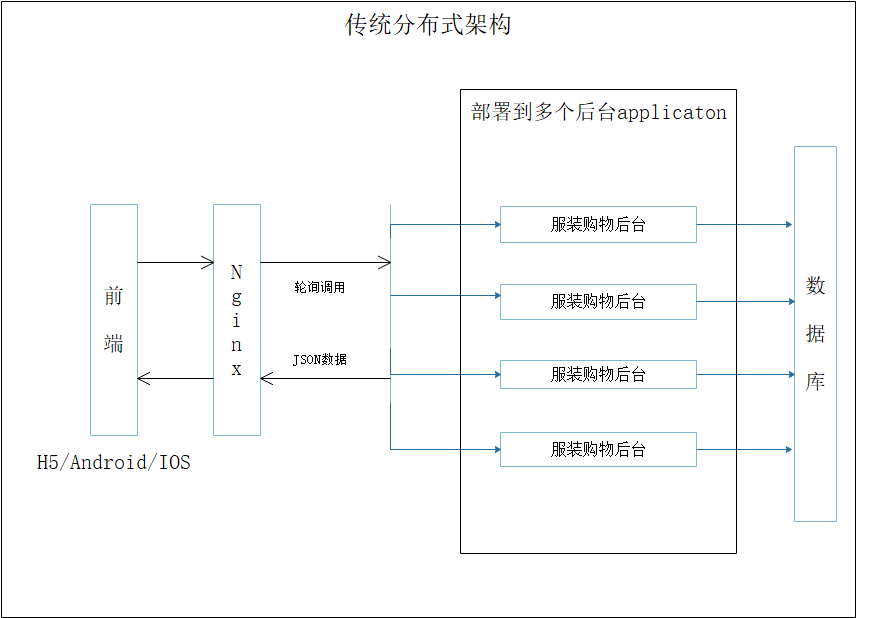 传统分布式架构
部署到多个后台applicaton
前端
Nginx
轮询调用
JSON数据
服装购物后台
服装购物后台
服装购物后台
服装购物后台
数据库
H5/Android/IOS